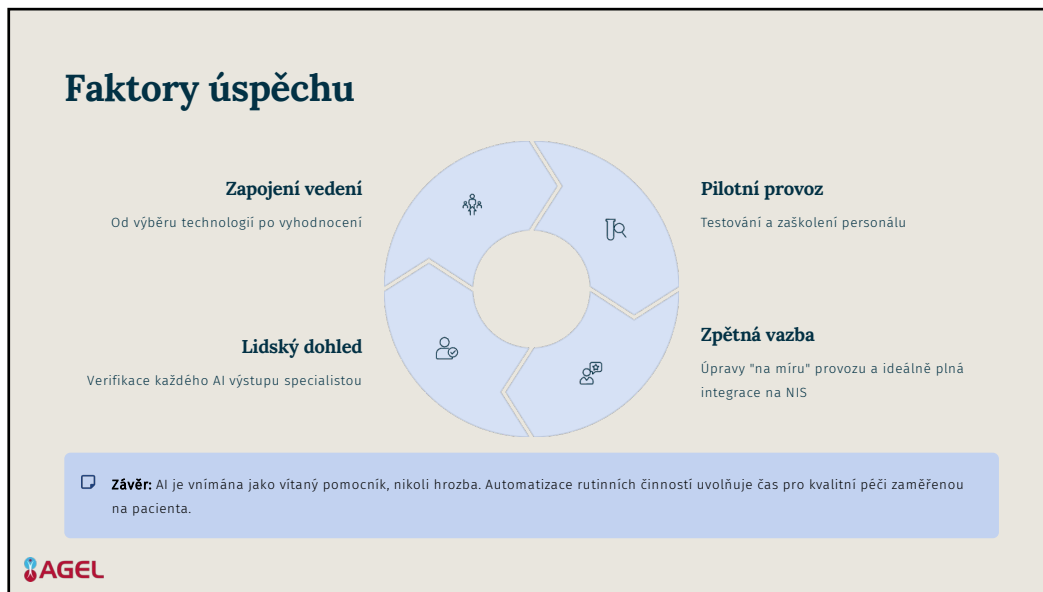 Faktory úspěchu
Zapojení vedení
Od výběru technologií po vyhodnocení
Pilotní provoz
Testování a zaškolení personálu
Lidský dohled
Verifikace každého AI výstupu specialistou
Zpětná vazba
Úpravy "na míru" provozu a ideálně plná
integrace na NIS
Závěr: AI je vnímána jako vítaný pomocník, nikoli hrozba. Automatizace rutinních činností uvolňuje čas pro kvalitní péči zaměřenou
na pacienta.
AGEL